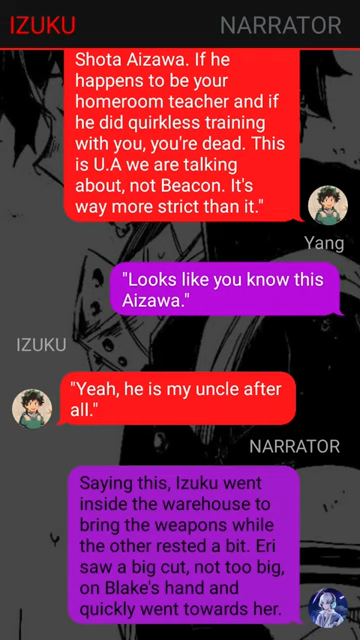 IZUKU
NARRATOR
Shota Aizawa. If he
happens to be your
homeroom teacher and if
he did quirkless training
with you, you're dead. This
is U.A we are talking
about, not Beacon. It's
way more strict than it."
Yang
"Looks like you know this
Aizawa."
IZUKU
"Yeah, he is my uncle after
all."
NARRATOR
Saying this, Izuku went
inside the warehouse to
bring the weapons while
the other rested a bit. Eri
saw a big cut, not too big,
on Blake's hand and
quickly went towards her.